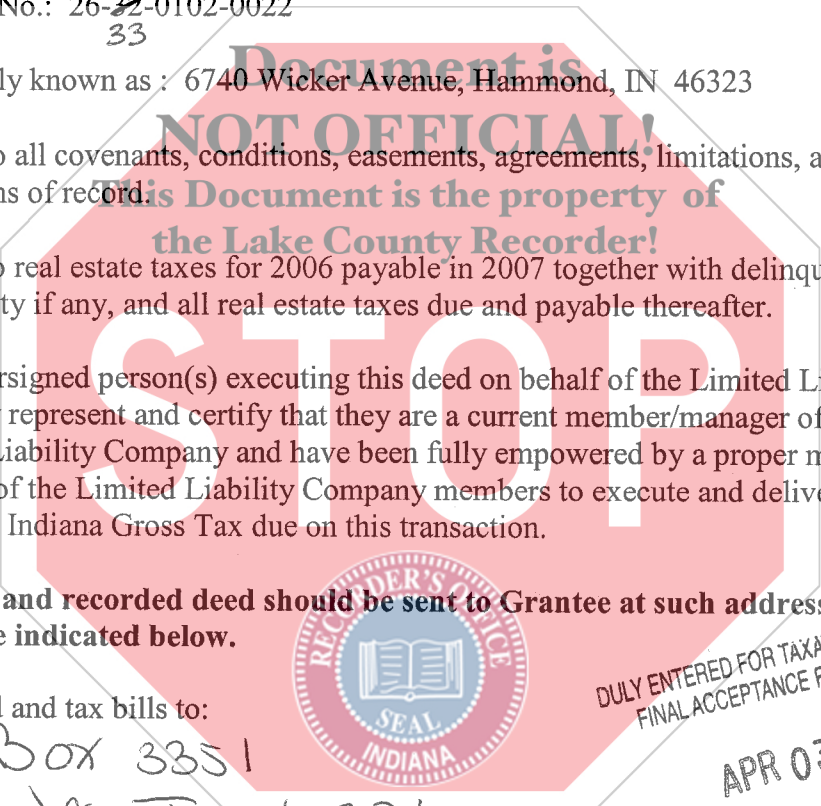 No.: 26-32-0102-0022
33
Document is
ly known as : 6740 Wicker Avenue, Hammond, IN 46323
NOT OFFICIAL!
o all covenants, conditions, easements, agreements, limitations, a
ns of record.
This Document is the property of
the Lake County Recorder!
o real estate taxes for 2006 payable in 2007 together with delinqu
ty if any, and all real estate taxes due and payable thereafter.
STOP
rsigned person(s) executing this deed on behalf of the Limited Li
represent and certify that they are a current member/manager of
Liability Company and have been fully empowered by a proper m
of the Limited Liability Company members to execute and delive
Indiana Gross Tax due on this transaction.
RECORDER'S OFFICE
SEAL
INDIANA
and recorded deed should be sent to Grantee at such address
e indicated below.
DULY ENTERED FOR TAXA
FINAL ACCEPTANCE F
l and tax bills to:
Box 3351
APR 03